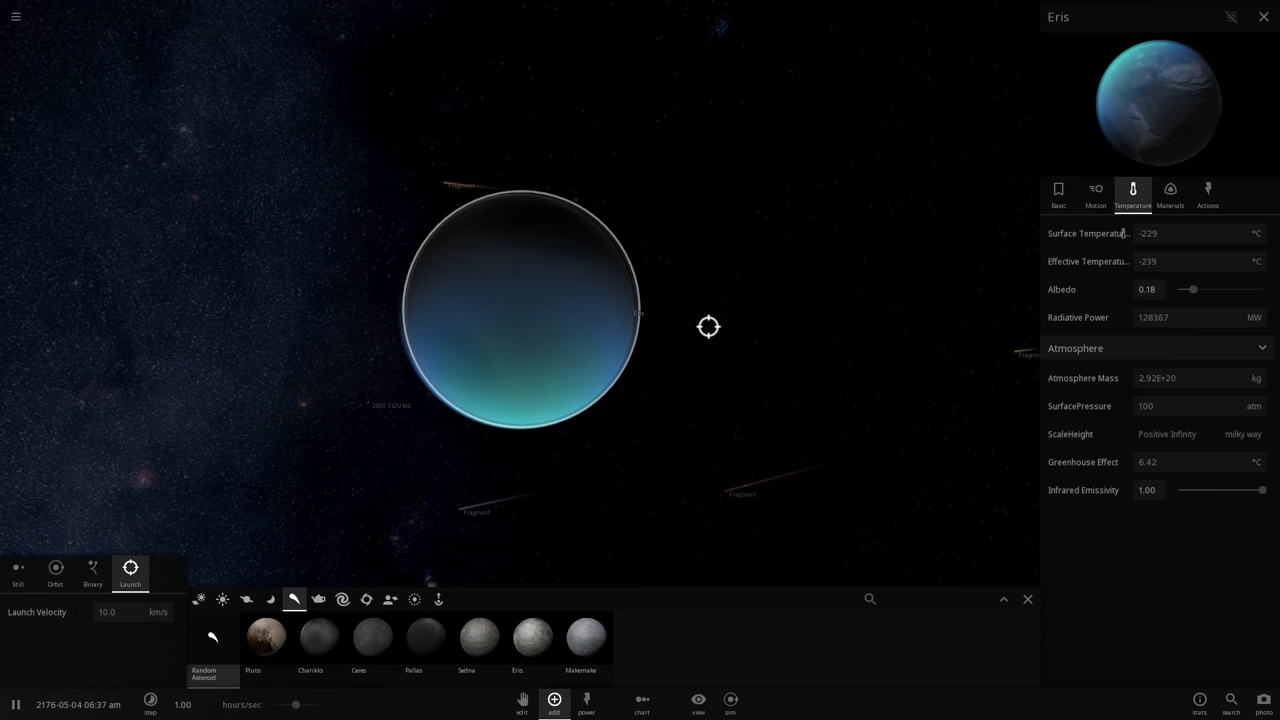 Eris
Basic
Motion
Temperature
Materials
Actions
Surface Temperatu...
-229 °C
Effective Temperatu...
-239 °C
Albedo
0.18
Radiative Power
128367 MW
Atmosphere
Atmosphere Mass
2.92E+20 kg
SurfacePressure
100 atm
ScaleHeight
Positive Infinity milky way
Greenhouse Effect
6.42 °C
Infrared Emissivity
1.00
Fragment
Fragme
Fragment
Fragment
Still
Orbit
Binary
Launch
Launch Velocity
10.0 km/s
Random
Asteroid
Pluto
Chariklo
Ceres
Pallas
Sedna
Eris
Makemake
2176-05-04 06:37 am
step
1.00 hours/sec
edit
add
power
chart
view
sim
stats
search
photo